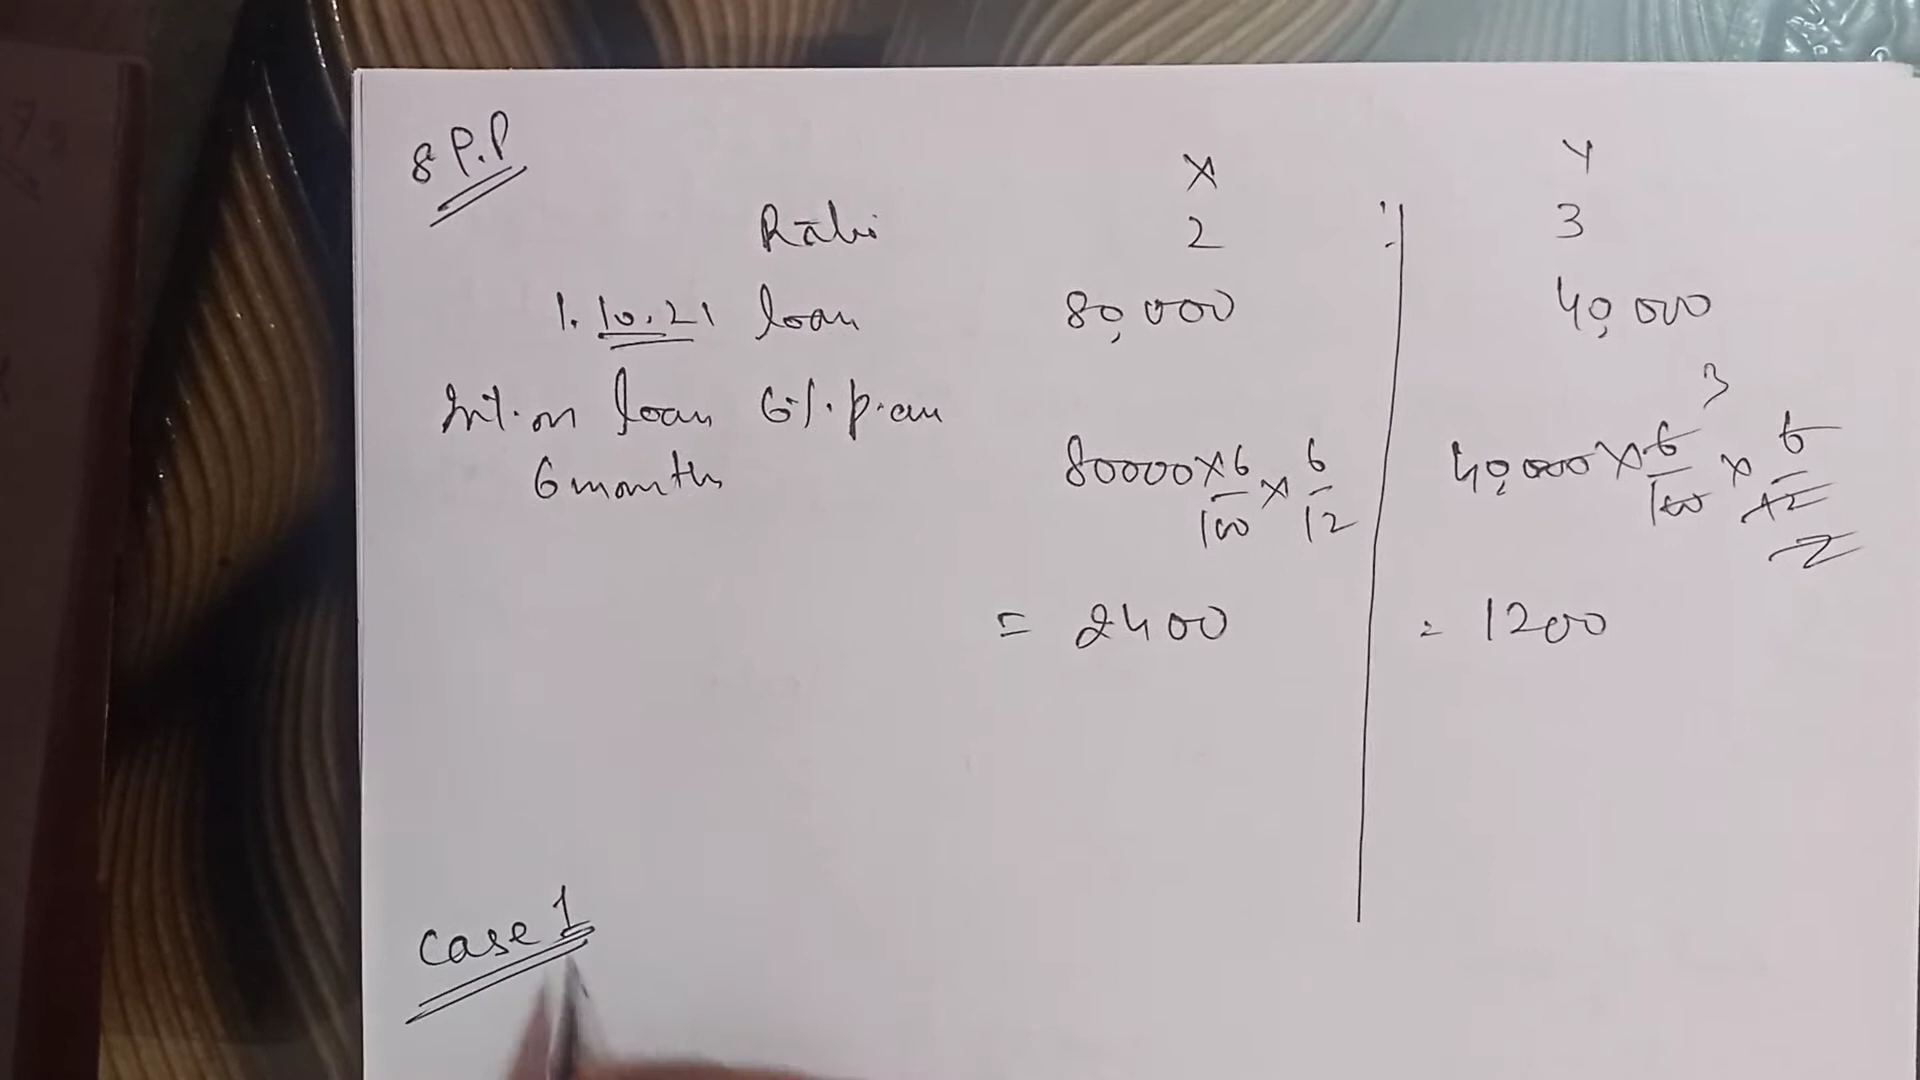 8 P.P
X Y
Ratio 2 : 3
1.10.21 loan 80,000 40,000
Int. on loan 6%. p.an
6 months 80000 x 6/100 x 6/12 40,000 x 6/100 x 6/12 3 2
= 2400 = 1200
Case 1